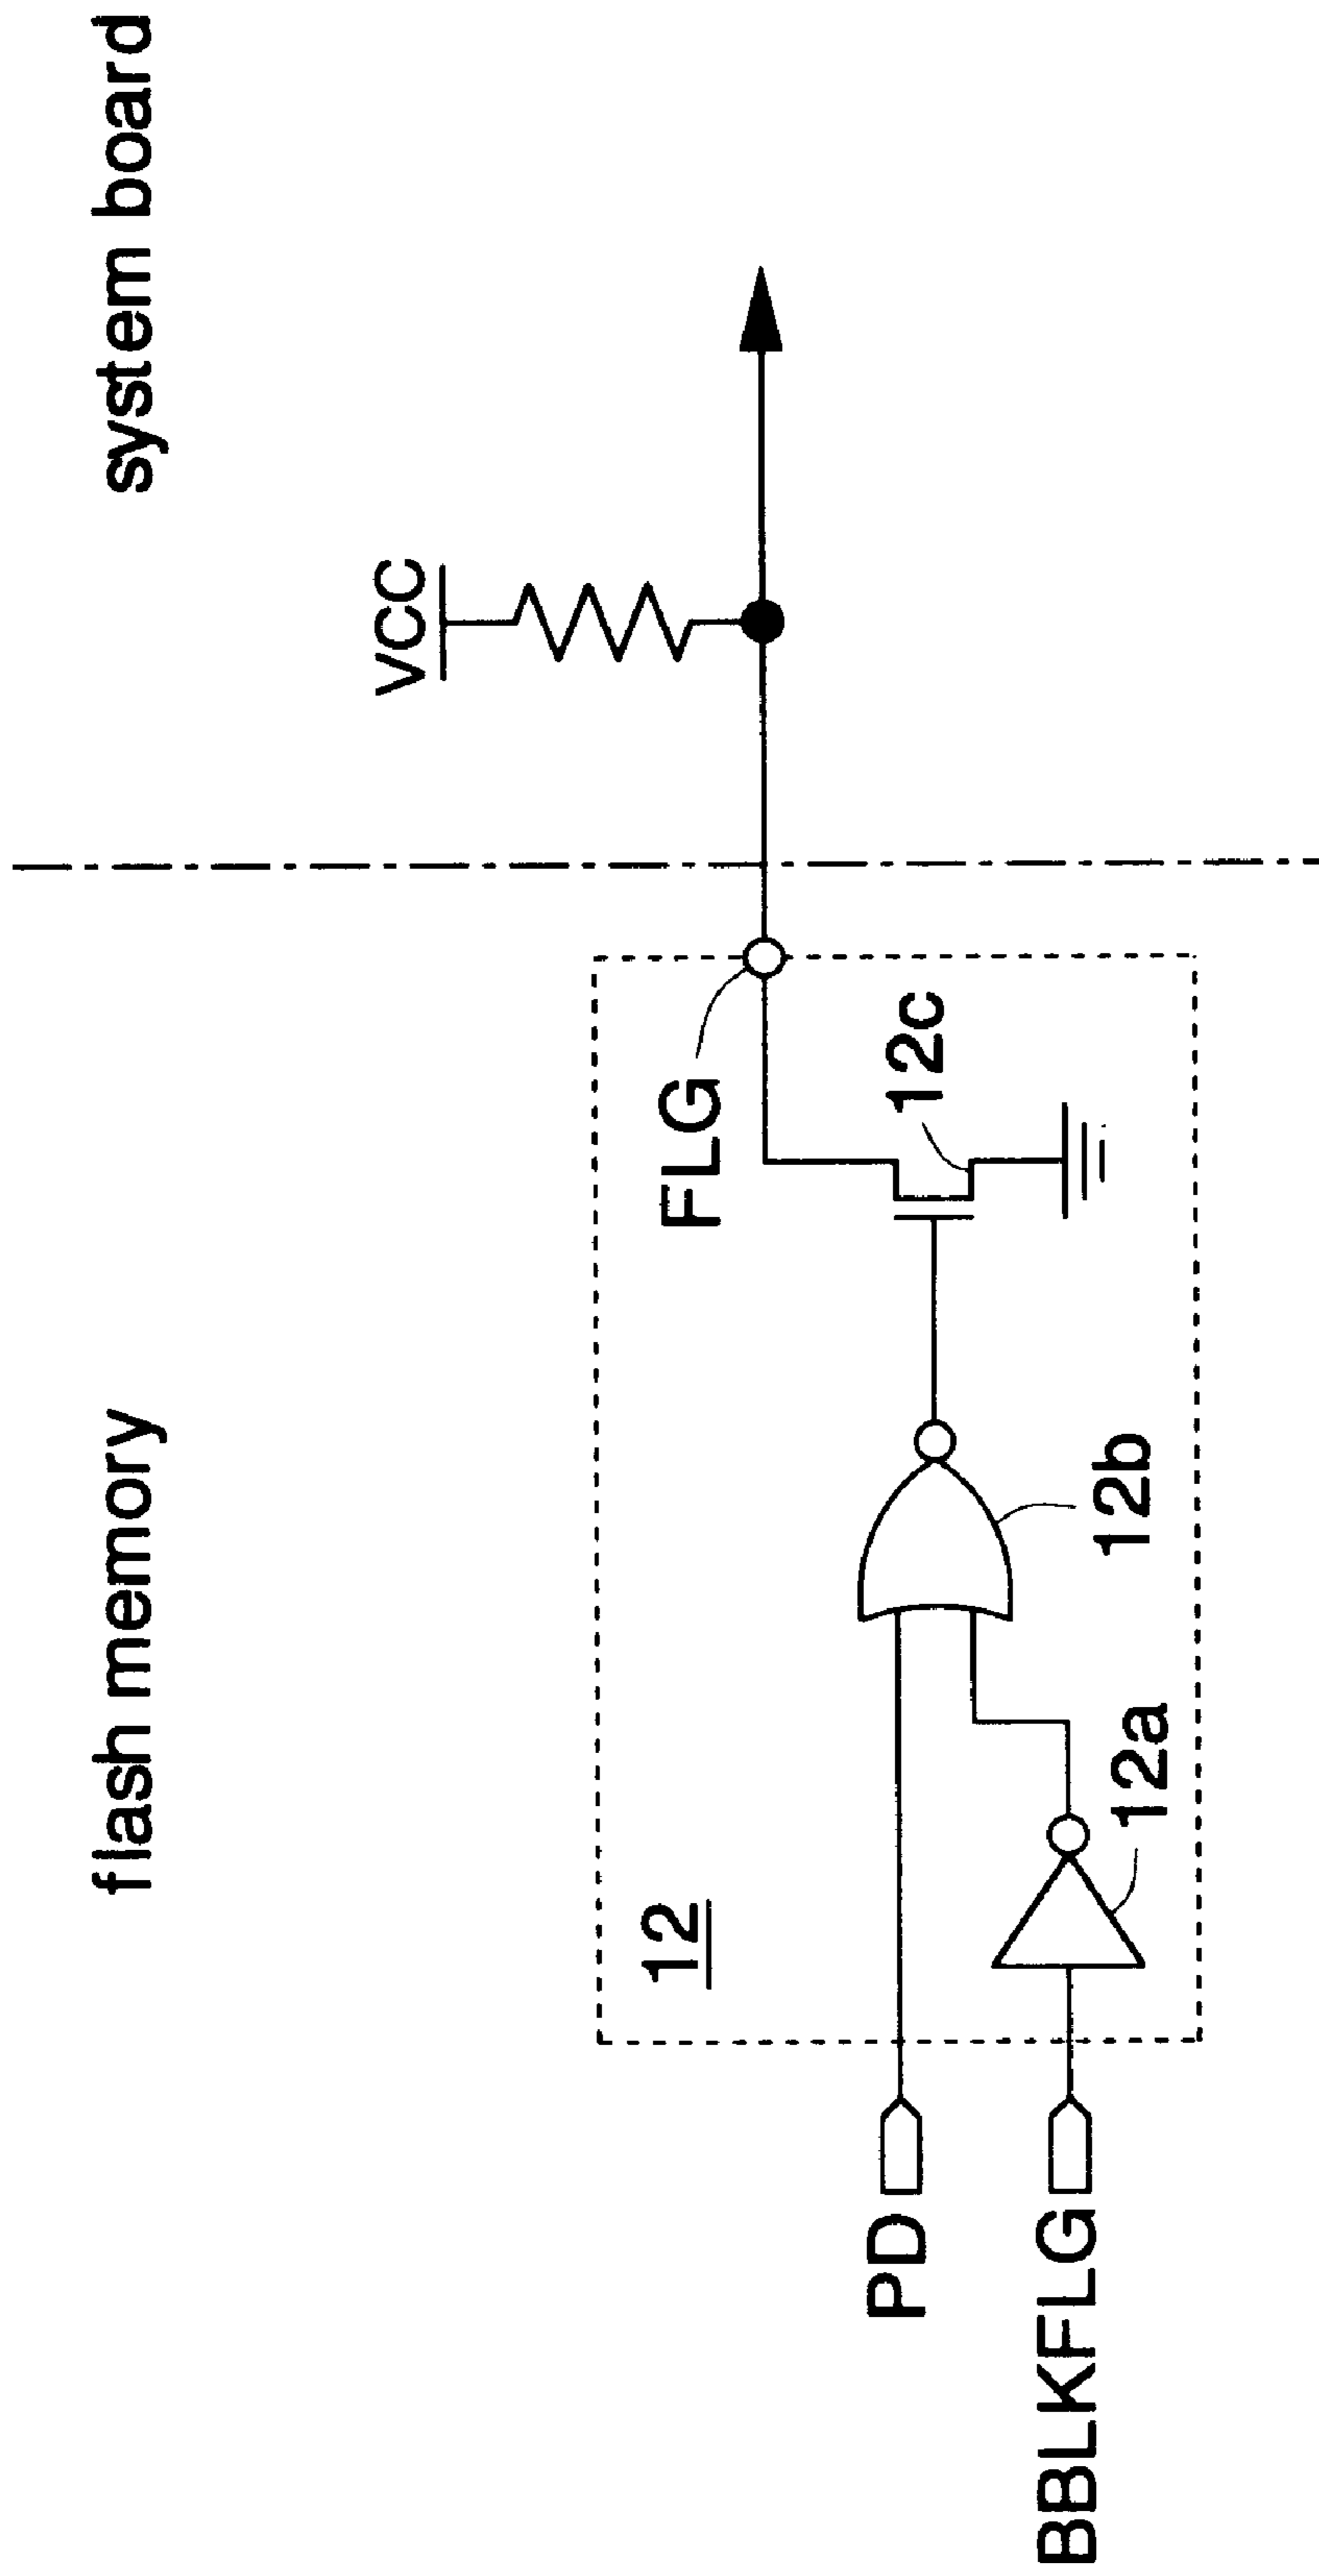 flash memory
system board
VCC
FLG
12
12c
PD
12b
BBLKFLG
12a